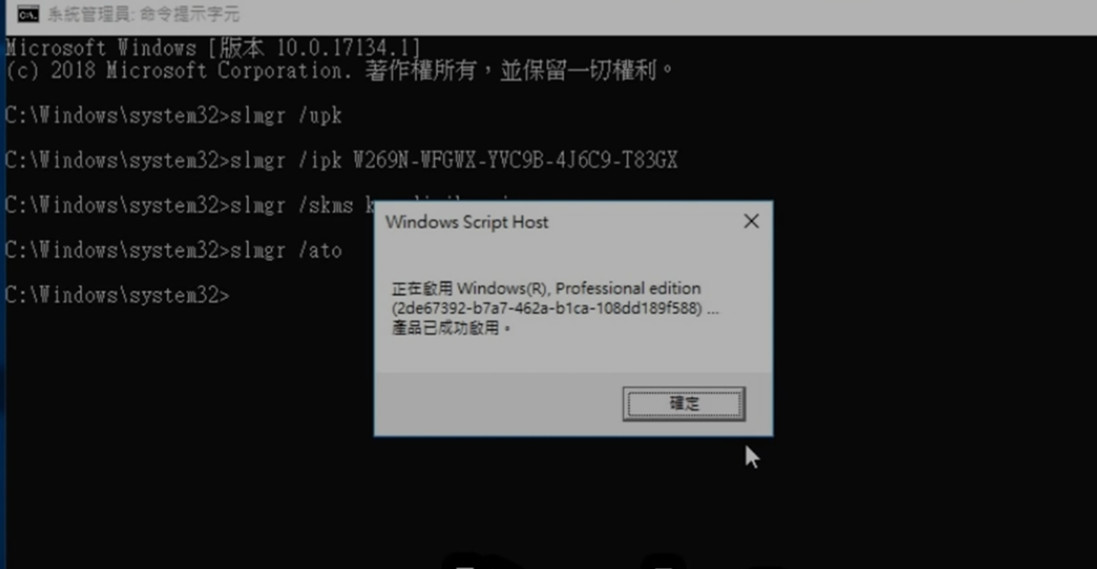 系統管理員: 命令提示字元
Microsoft Windows [版本 10.0.17134.1]
(c) 2018 Microsoft Corporation. 著作權所有，並保留一切權利。
C:\Windows\system32>slmgr /upk
C:\Windows\system32>slmgr /ipk W269N-WFGWX-YVC9B-4J6C9-T83GX
C:\Windows\system32>slmgr /skms
C:\Windows\system32>slmgr /ato
C:\Windows\system32>
Windows Script Host
正在啟用 Windows(R), Professional edition
(2de67392-b7a7-462a-b1ca-108dd189f588) ...
產品已成功啟用。
確定